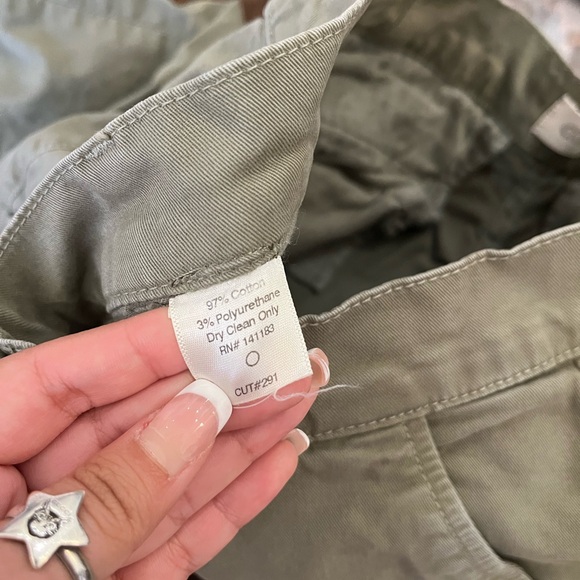 97% Cotton
3% Polyurethane
Dry Clean Only
RN# 141183
CUT#291